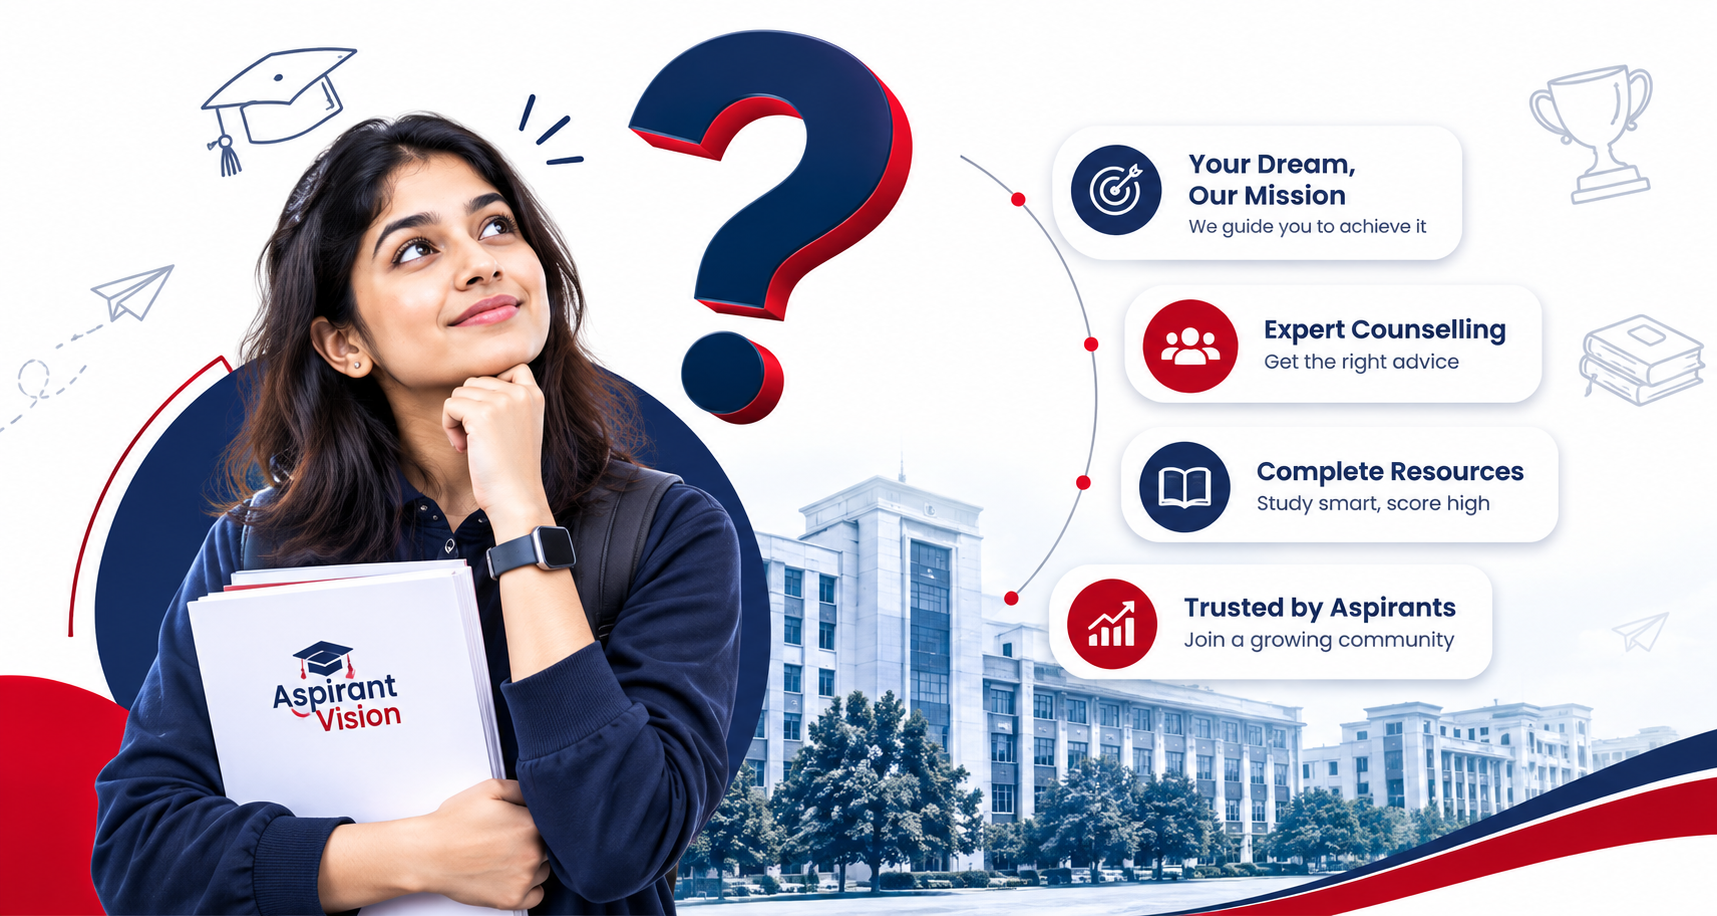 Your Dream,
Our Mission
We guide you to achieve it
Expert Counselling
Get the right advice
Complete Resources
Study smart, score high
Trusted by Aspirants
Join a growing community
Aspirant
Vision
?